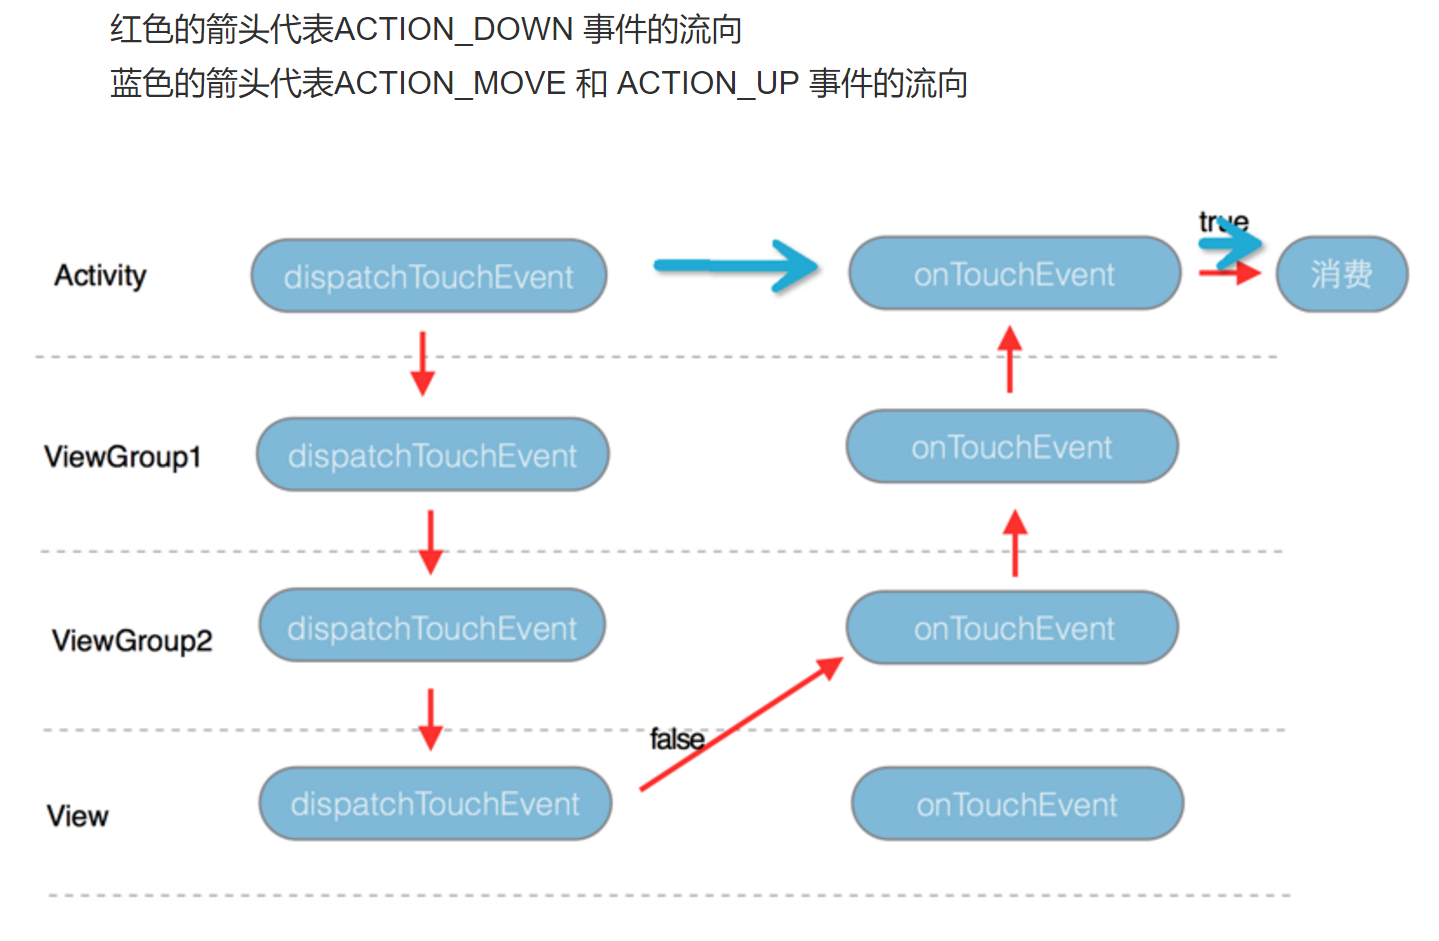 红色的箭头代表ACTION_DOWN 事件的流向
蓝色的箭头代表ACTION_MOVE 和 ACTION_UP 事件的流向
true
Activity dispatchTouchEvent onTouchEvent 消费
ViewGroup1 dispatchTouchEvent onTouchEvent
ViewGroup2 dispatchTouchEvent onTouchEvent
false
View dispatchTouchEvent onTouchEvent